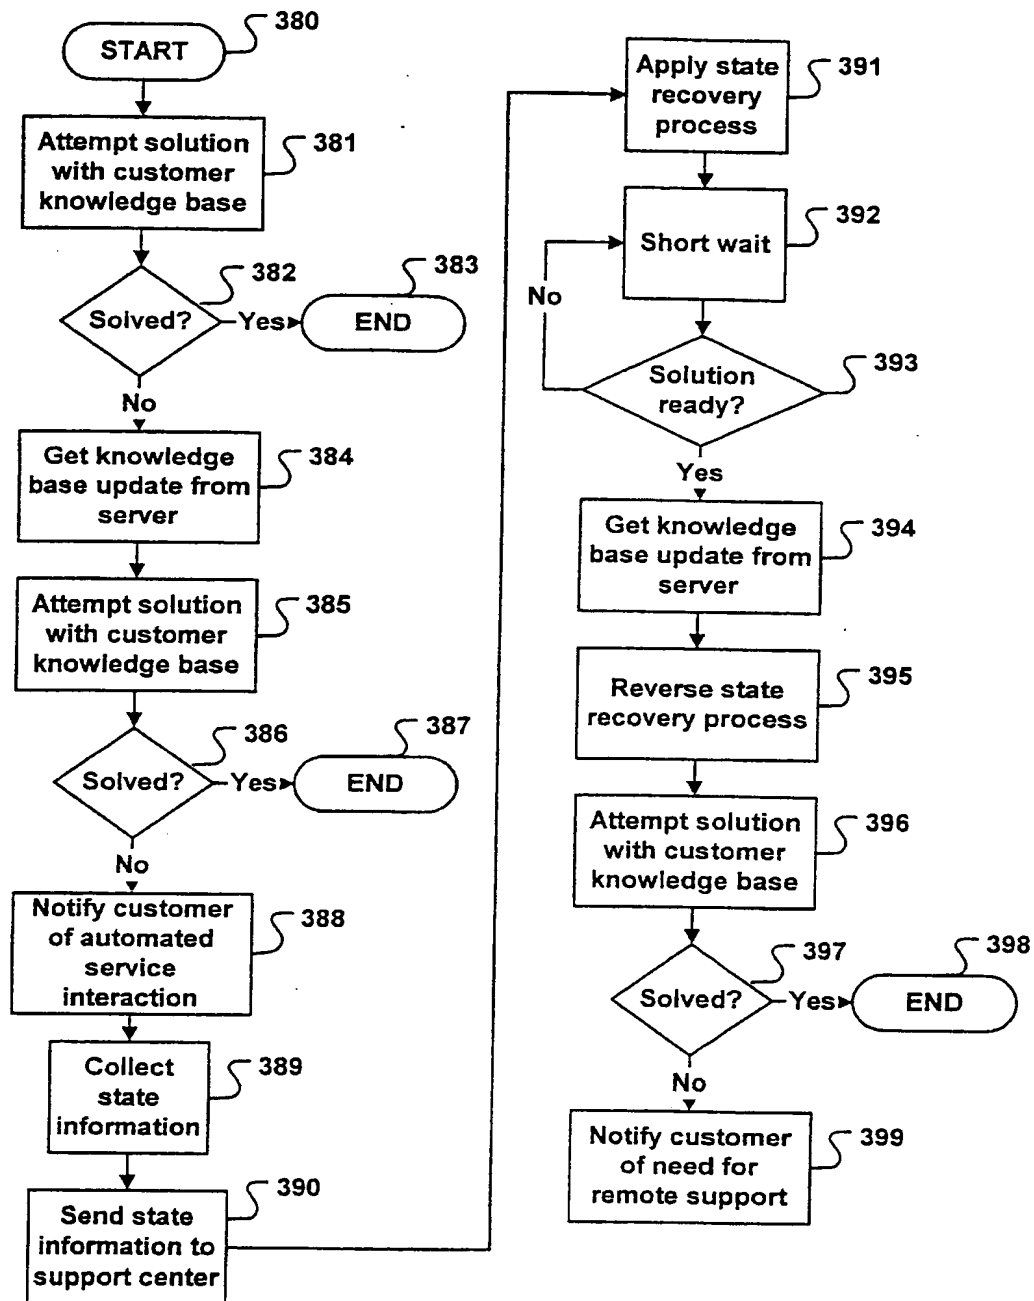 START
380
Attempt solution
with customer
knowledge base
381
Solved?
382
Yes
END
383
No
Get knowledge
base update from
server
384
Attempt solution
with customer
knowledge base
385
Solved?
386
Yes
END
387
No
Notify customer
of automated
service
interaction
388
Collect
state
information
389
Send state
information to
support center
390
Apply state
recovery
process
391
Short wait
392
No
Solution
ready?
393
Yes
Get knowledge
base update from
server
394
Reverse state
recovery process
395
Attempt solution
with customer
knowledge base
396
Solved?
397
Yes
END
398
No
Notify customer
of need for
remote support
399